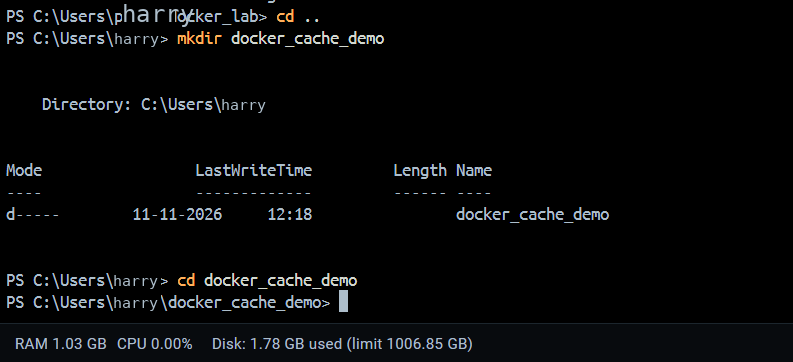 PS C:\Users\p harry docker_lab> cd ..
PS C:\Users\harry> mkdir docker_cache_demo
Directory: C:\Users\harry
Mode LastWriteTime Length Name
---- ------------- ------ ----
d----- 11-11-2026 12:18 docker_cache_demo
PS C:\Users\harry> cd docker_cache_demo
PS C:\Users\harry\docker_cache_demo>
RAM 1.03 GB CPU 0.00% Disk: 1.78 GB used (limit 1006.85 GB)